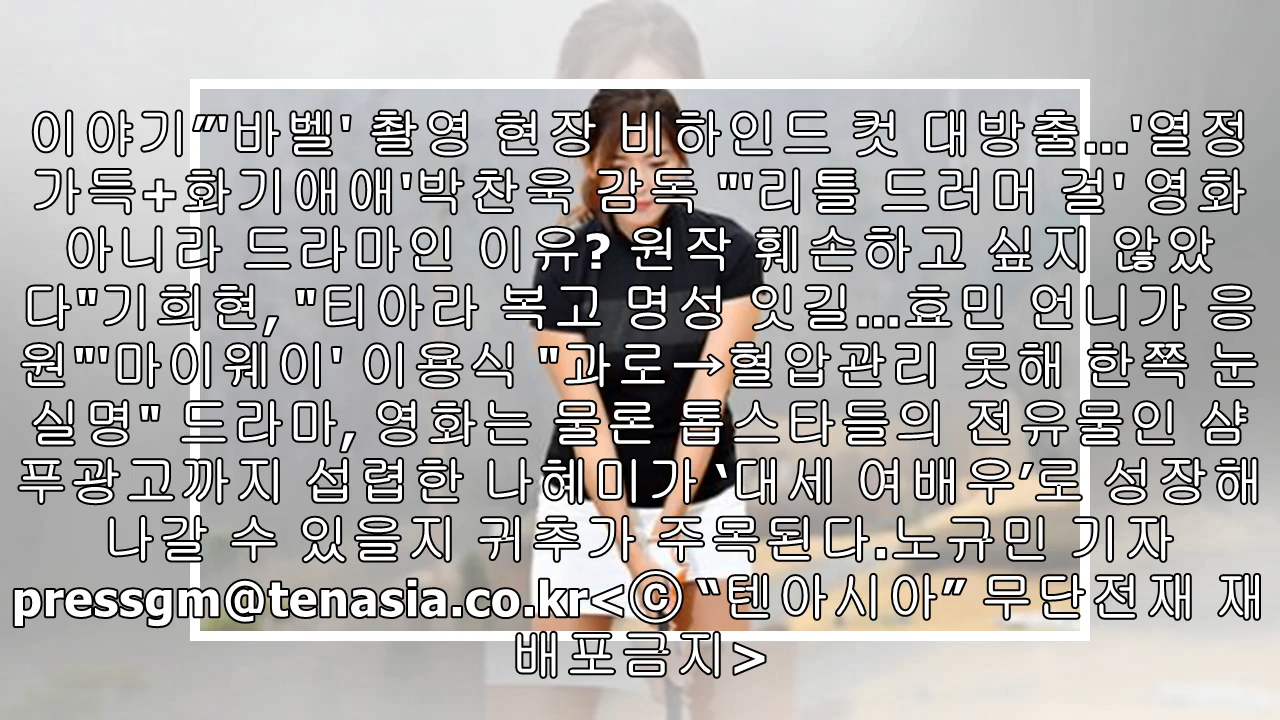 이야기”'바벨' 촬영 현장 비하인드 컷 대방출...'열정
가득+화기애애'박찬욱 감독 "'리틀 드러머 걸' 영화
아니라 드라마인 이유? 원작 훼손하고 싶지 않았
다"기희현, "티아라 복고 명성 잇길...효민 언니가 응
원"'마이웨이' 이용식 "과로→혈압관리 못해 한쪽 눈
실명" 드라마, 영화는 물론 톱스타들의 전유물인 샴
푸광고까지 섭렵한 나혜미가 ‘대세 여배우’로 성장해
나갈 수 있을지 귀추가 주목된다.노규민 기자
pressgm@tenasia.co.kr<ⓒ “텐아시아” 무단전재 재
배포금지>